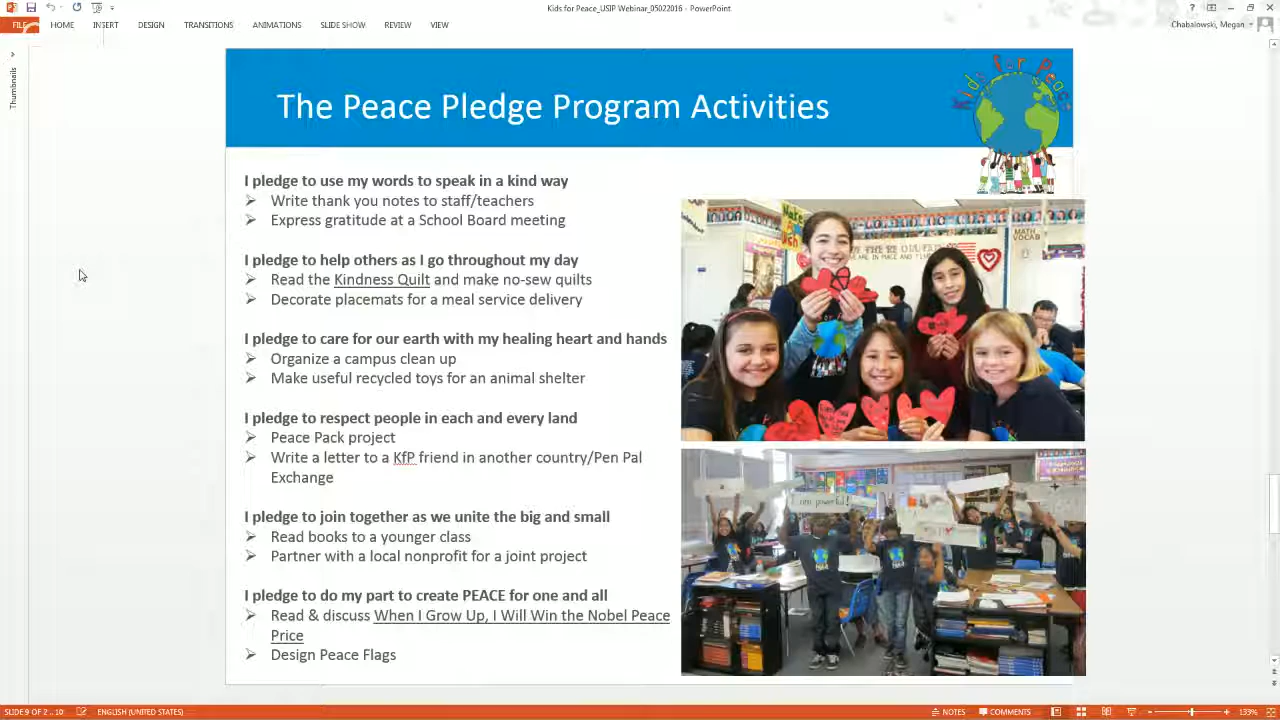 Kids for Peace_USIP Webinar_05022016 - PowerPoint
FILE HOME INSERT DESIGN TRANSITIONS ANIMATIONS SLIDE SHOW REVIEW VIEW
Chabalowski, Megan
Thumbnails
The Peace Pledge Program Activities
Kids for Peace
I pledge to use my words to speak in a kind way
Write thank you notes to staff/teachers
Express gratitude at a School Board meeting
I pledge to help others as I go throughout my day
Read the Kindness Quilt and make no-sew quilts
Decorate placemats for a meal service delivery
I pledge to care for our earth with my healing heart and hands
Organize a campus clean up
Make useful recycled toys for an animal shelter
I pledge to respect people in each and every land
Peace Pack project
Write a letter to a KfP friend in another country/Pen Pal
Exchange
I pledge to join together as we unite the big and small
Read books to a younger class
Partner with a local nonprofit for a joint project
I pledge to do my part to create PEACE for one and all
Read & discuss When I Grow Up, I Will Win the Nobel Peace
Price
Design Peace Flags
MATH
VOCAB
I am powerful!
SLIDE 9 OF 2... 10 ENGLISH (UNITED STATES) NOTES COMMENTS 133%